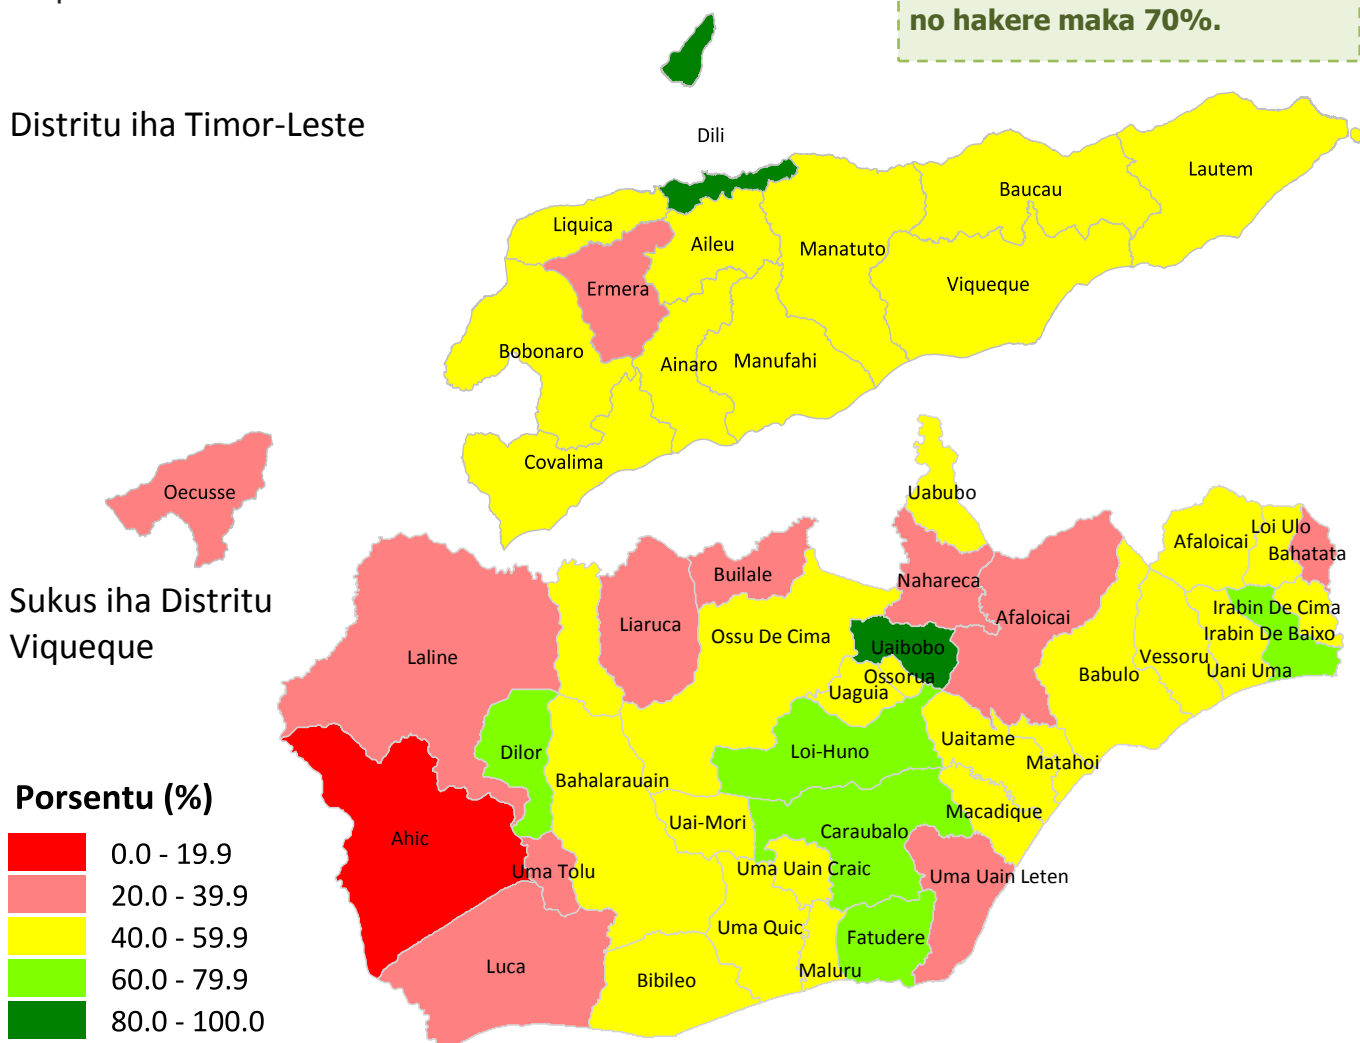 no hakere maka 70%.
Distritu iha Timor-Leste
Dili
Lautem
Baucau
Liquica
Aileu
Manatuto
Ermera
Viqueque
Bobonaro
Ainaro
Manufahi
Covalima
Oecusse
Uabubo
Loi Ulo
Afaloicai
Bahatata
Builale
Nahareca
Sukus iha Distritu
Viqueque
Liaruca
Ossu De Cima
Afaloicai
Irabin De Cima
Irabin De Baixo
Laline
Uaibobo
Vessoru
Ossorua
Uani Uma
Babulo
Uaguia
Dilor
Loi-Huno
Uaitame
Matahoi
Bahalarauain
Porsentu (%)
Macadique
Uai-Mori
Caraubalo
Ahic
0.0 - 19.9
Uma Tolu
Uma Uain Craic
Uma Uain Leten
20.0 - 39.9
Uma Quic
Fatudere
40.0 - 59.9
Luca
Maluru
Bibileo
60.0 - 79.9
80.0 - 100.0